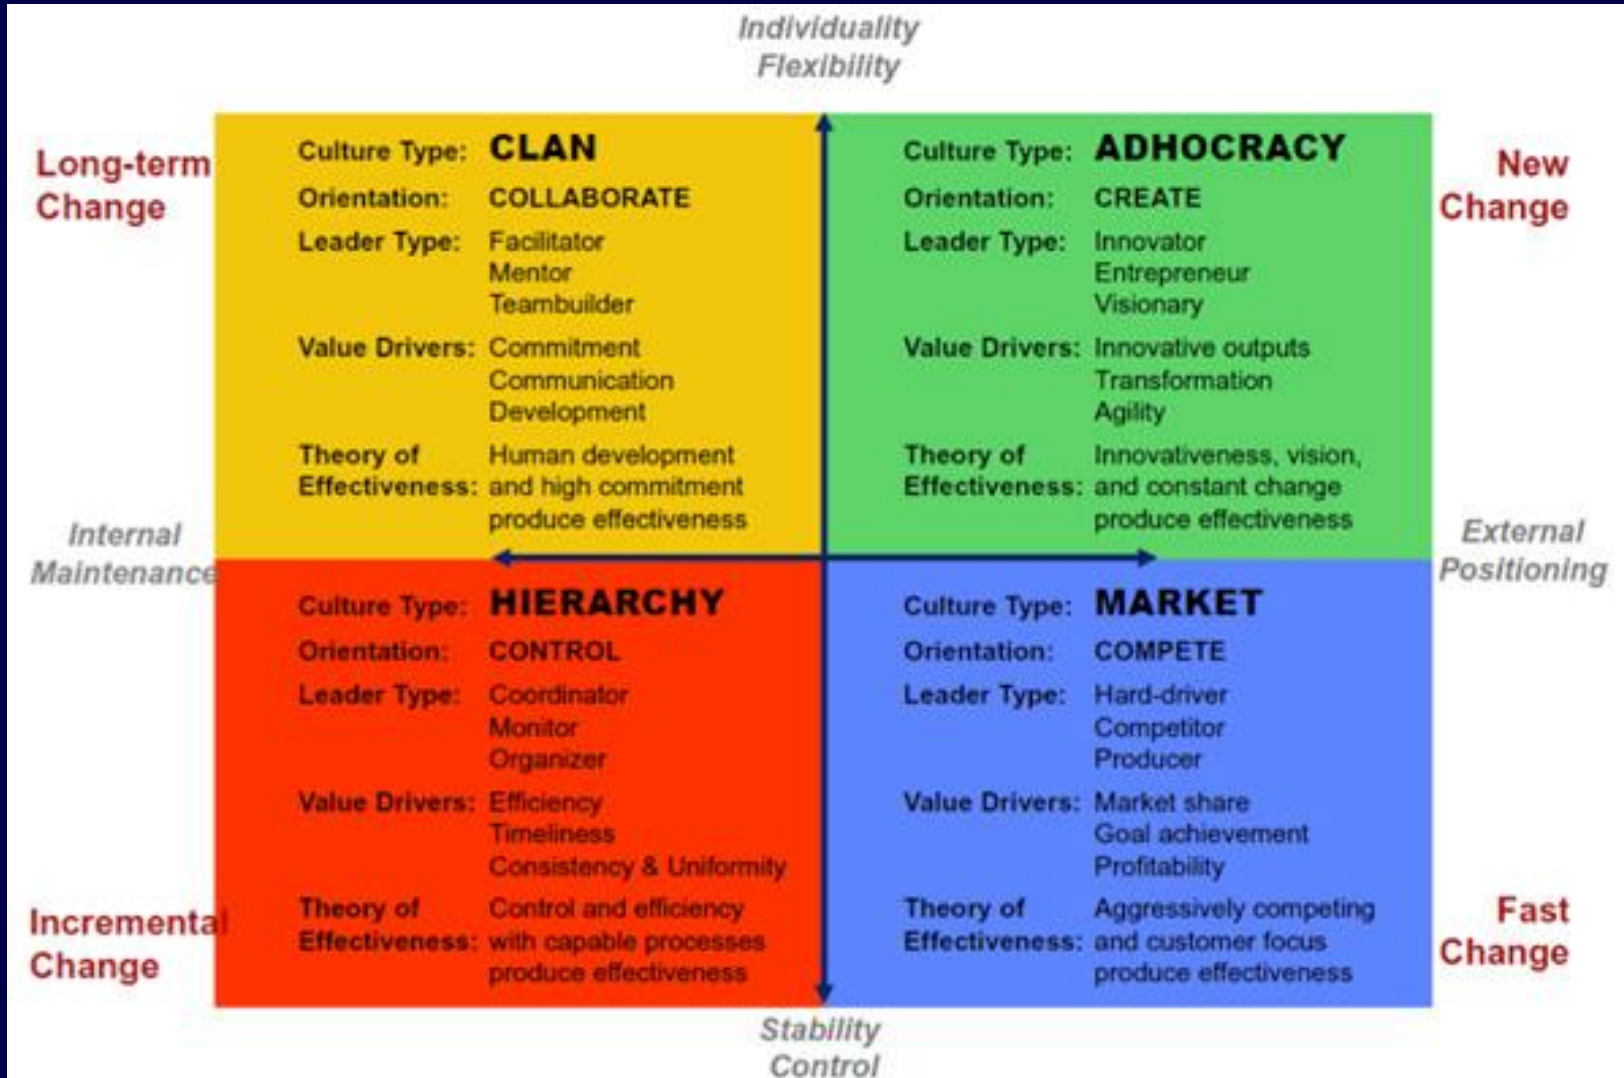 Individuality
Flexibility
Long-term
Change
Culture Type: CLAN
Orientation: COLLABORATE
Leader Type: Facilitator
Mentor
Teambuilder
Value Drivers: Commitment
Communication
Development
Theory of Human development
Effectiveness: and high commitment
produce effectiveness
Culture Type: ADHOCRACY
Orientation: CREATE
Leader Type: Innovator
Entrepreneur
Visionary
Value Drivers: Innovative outputs
Transformation
Agility
Theory of Innovativeness, vision,
Effectiveness: and constant change
produce effectiveness
New
Change
Internal
Maintenance
External
Positioning
Culture Type: HIERARCHY
Orientation: CONTROL
Leader Type: Coordinator
Monitor
Organizer
Value Drivers: Efficiency
Timeliness
Consistency & Uniformity
Theory of Control and efficiency
Effectiveness: with capable processes
produce effectiveness
Incremental
Change
Culture Type: MARKET
Orientation: COMPETE
Leader Type: Hard-driver
Competitor
Producer
Value Drivers: Market share
Goal achievement
Profitability
Theory of Aggressively competing
Effectiveness: and customer focus
produce effectiveness
Fast
Change
Stability
Control